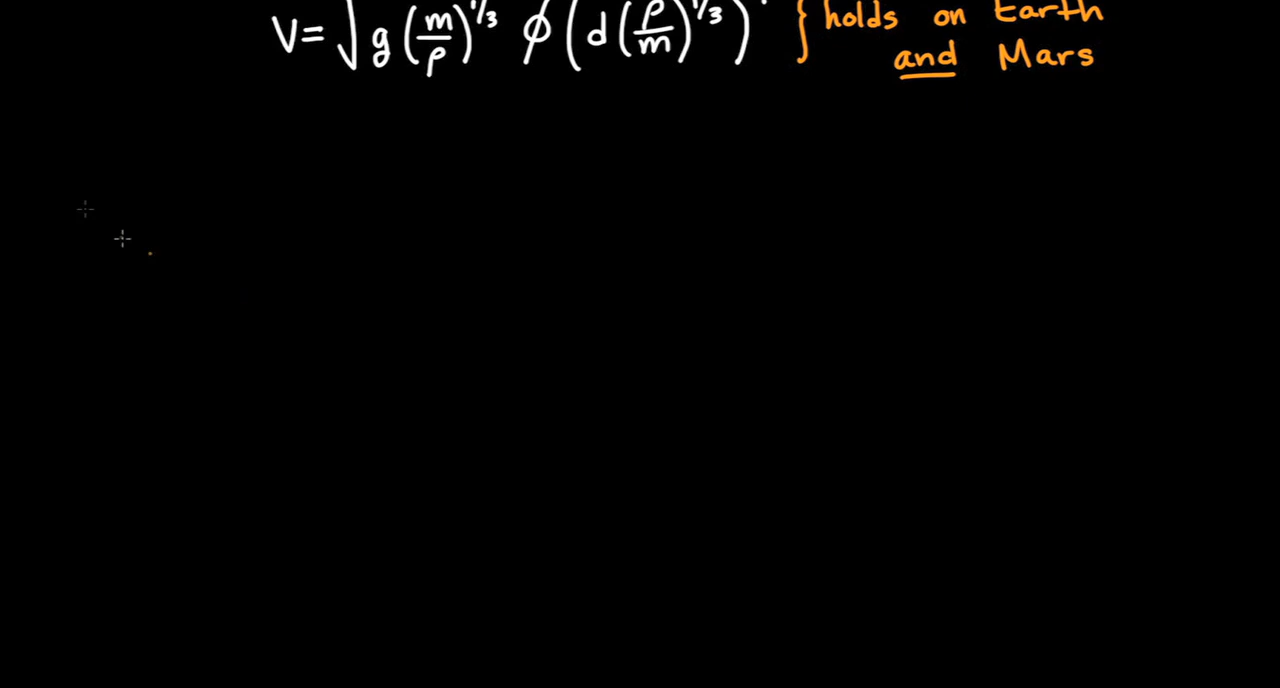 V = √g (m/ρ)^1/3 ϕ (d (ρ/m)^1/3) } holds on Earth
and Mars